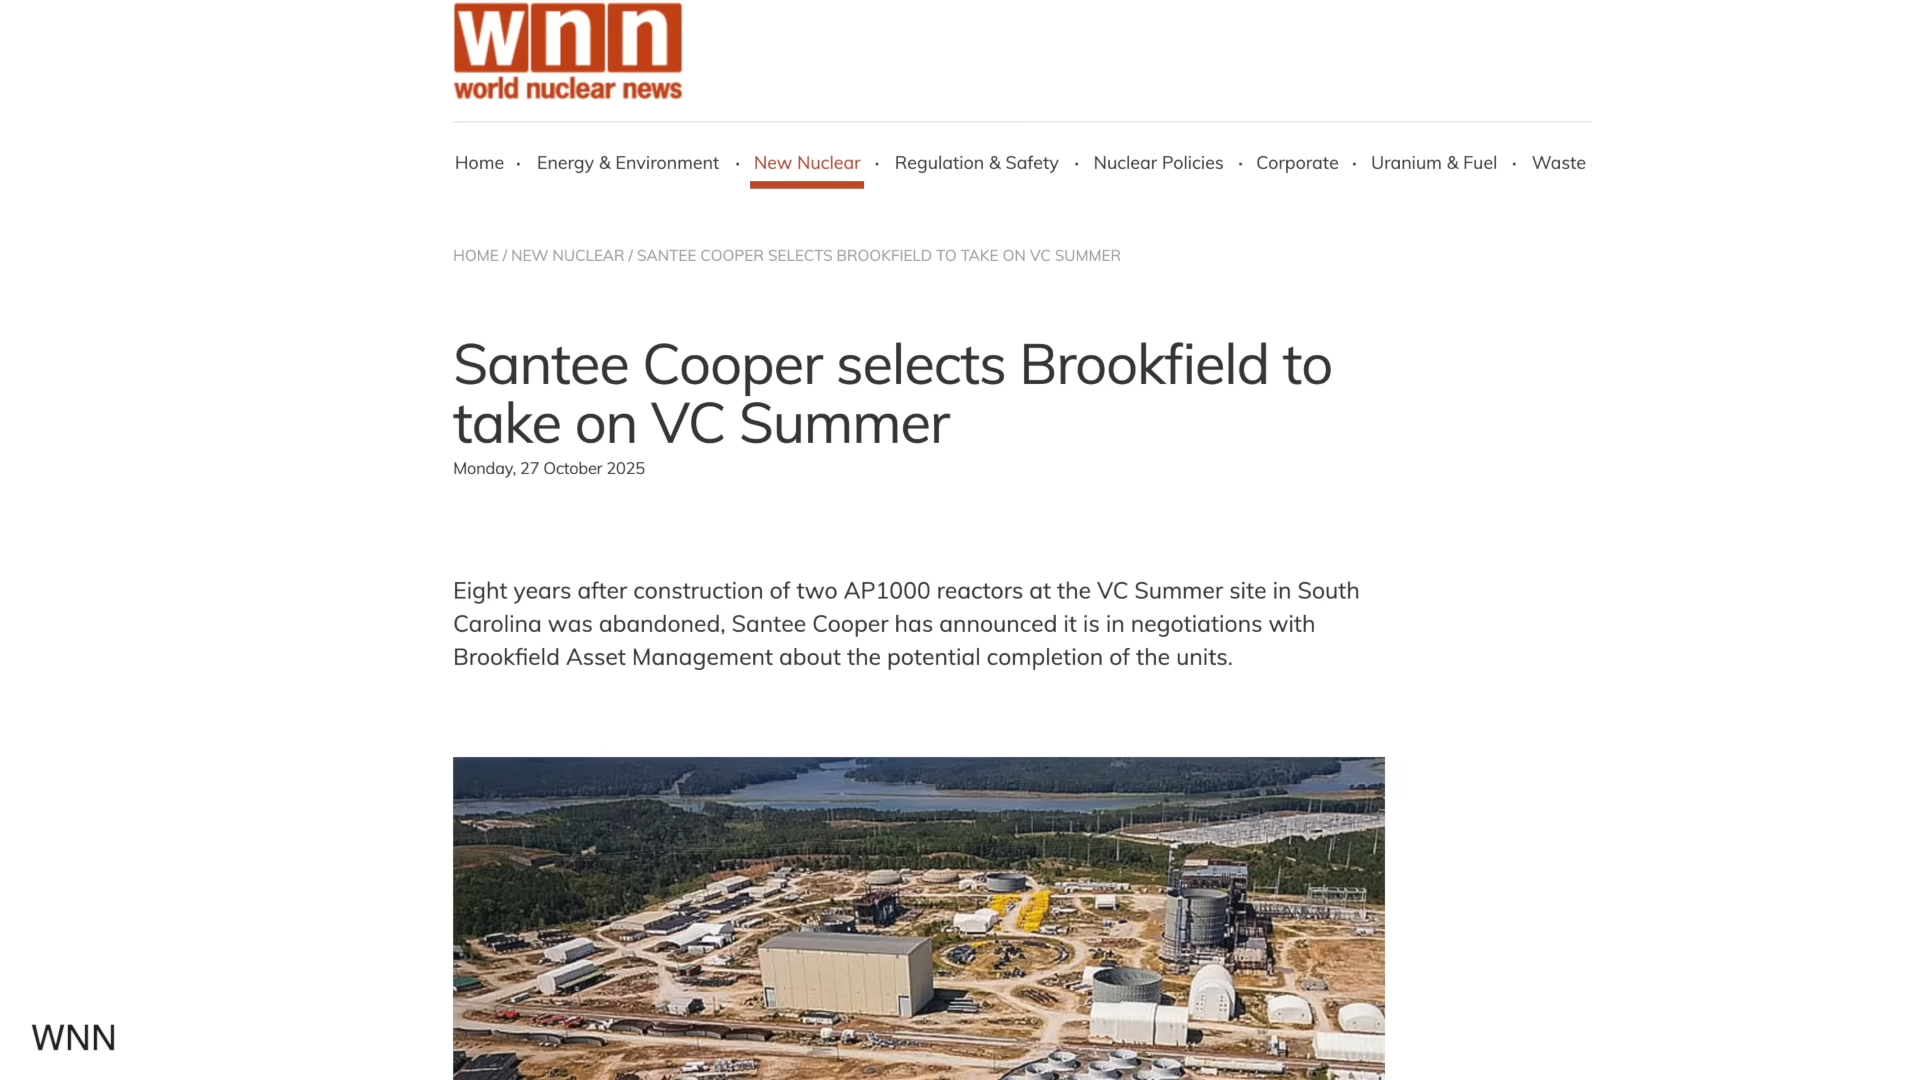 wnn
world nuclear news
Home · Energy & Environment · New Nuclear · Regulation & Safety · Nuclear Policies · Corporate · Uranium & Fuel · Waste
HOME / NEW NUCLEAR / SANTEE COOPER SELECTS BROOKFIELD TO TAKE ON VC SUMMER
Santee Cooper selects Brookfield to
take on VC Summer
Monday, 27 October 2025
Eight years after construction of two AP1000 reactors at the VC Summer site in South
Carolina was abandoned, Santee Cooper has announced it is in negotiations with
Brookfield Asset Management about the potential completion of the units.
WNN